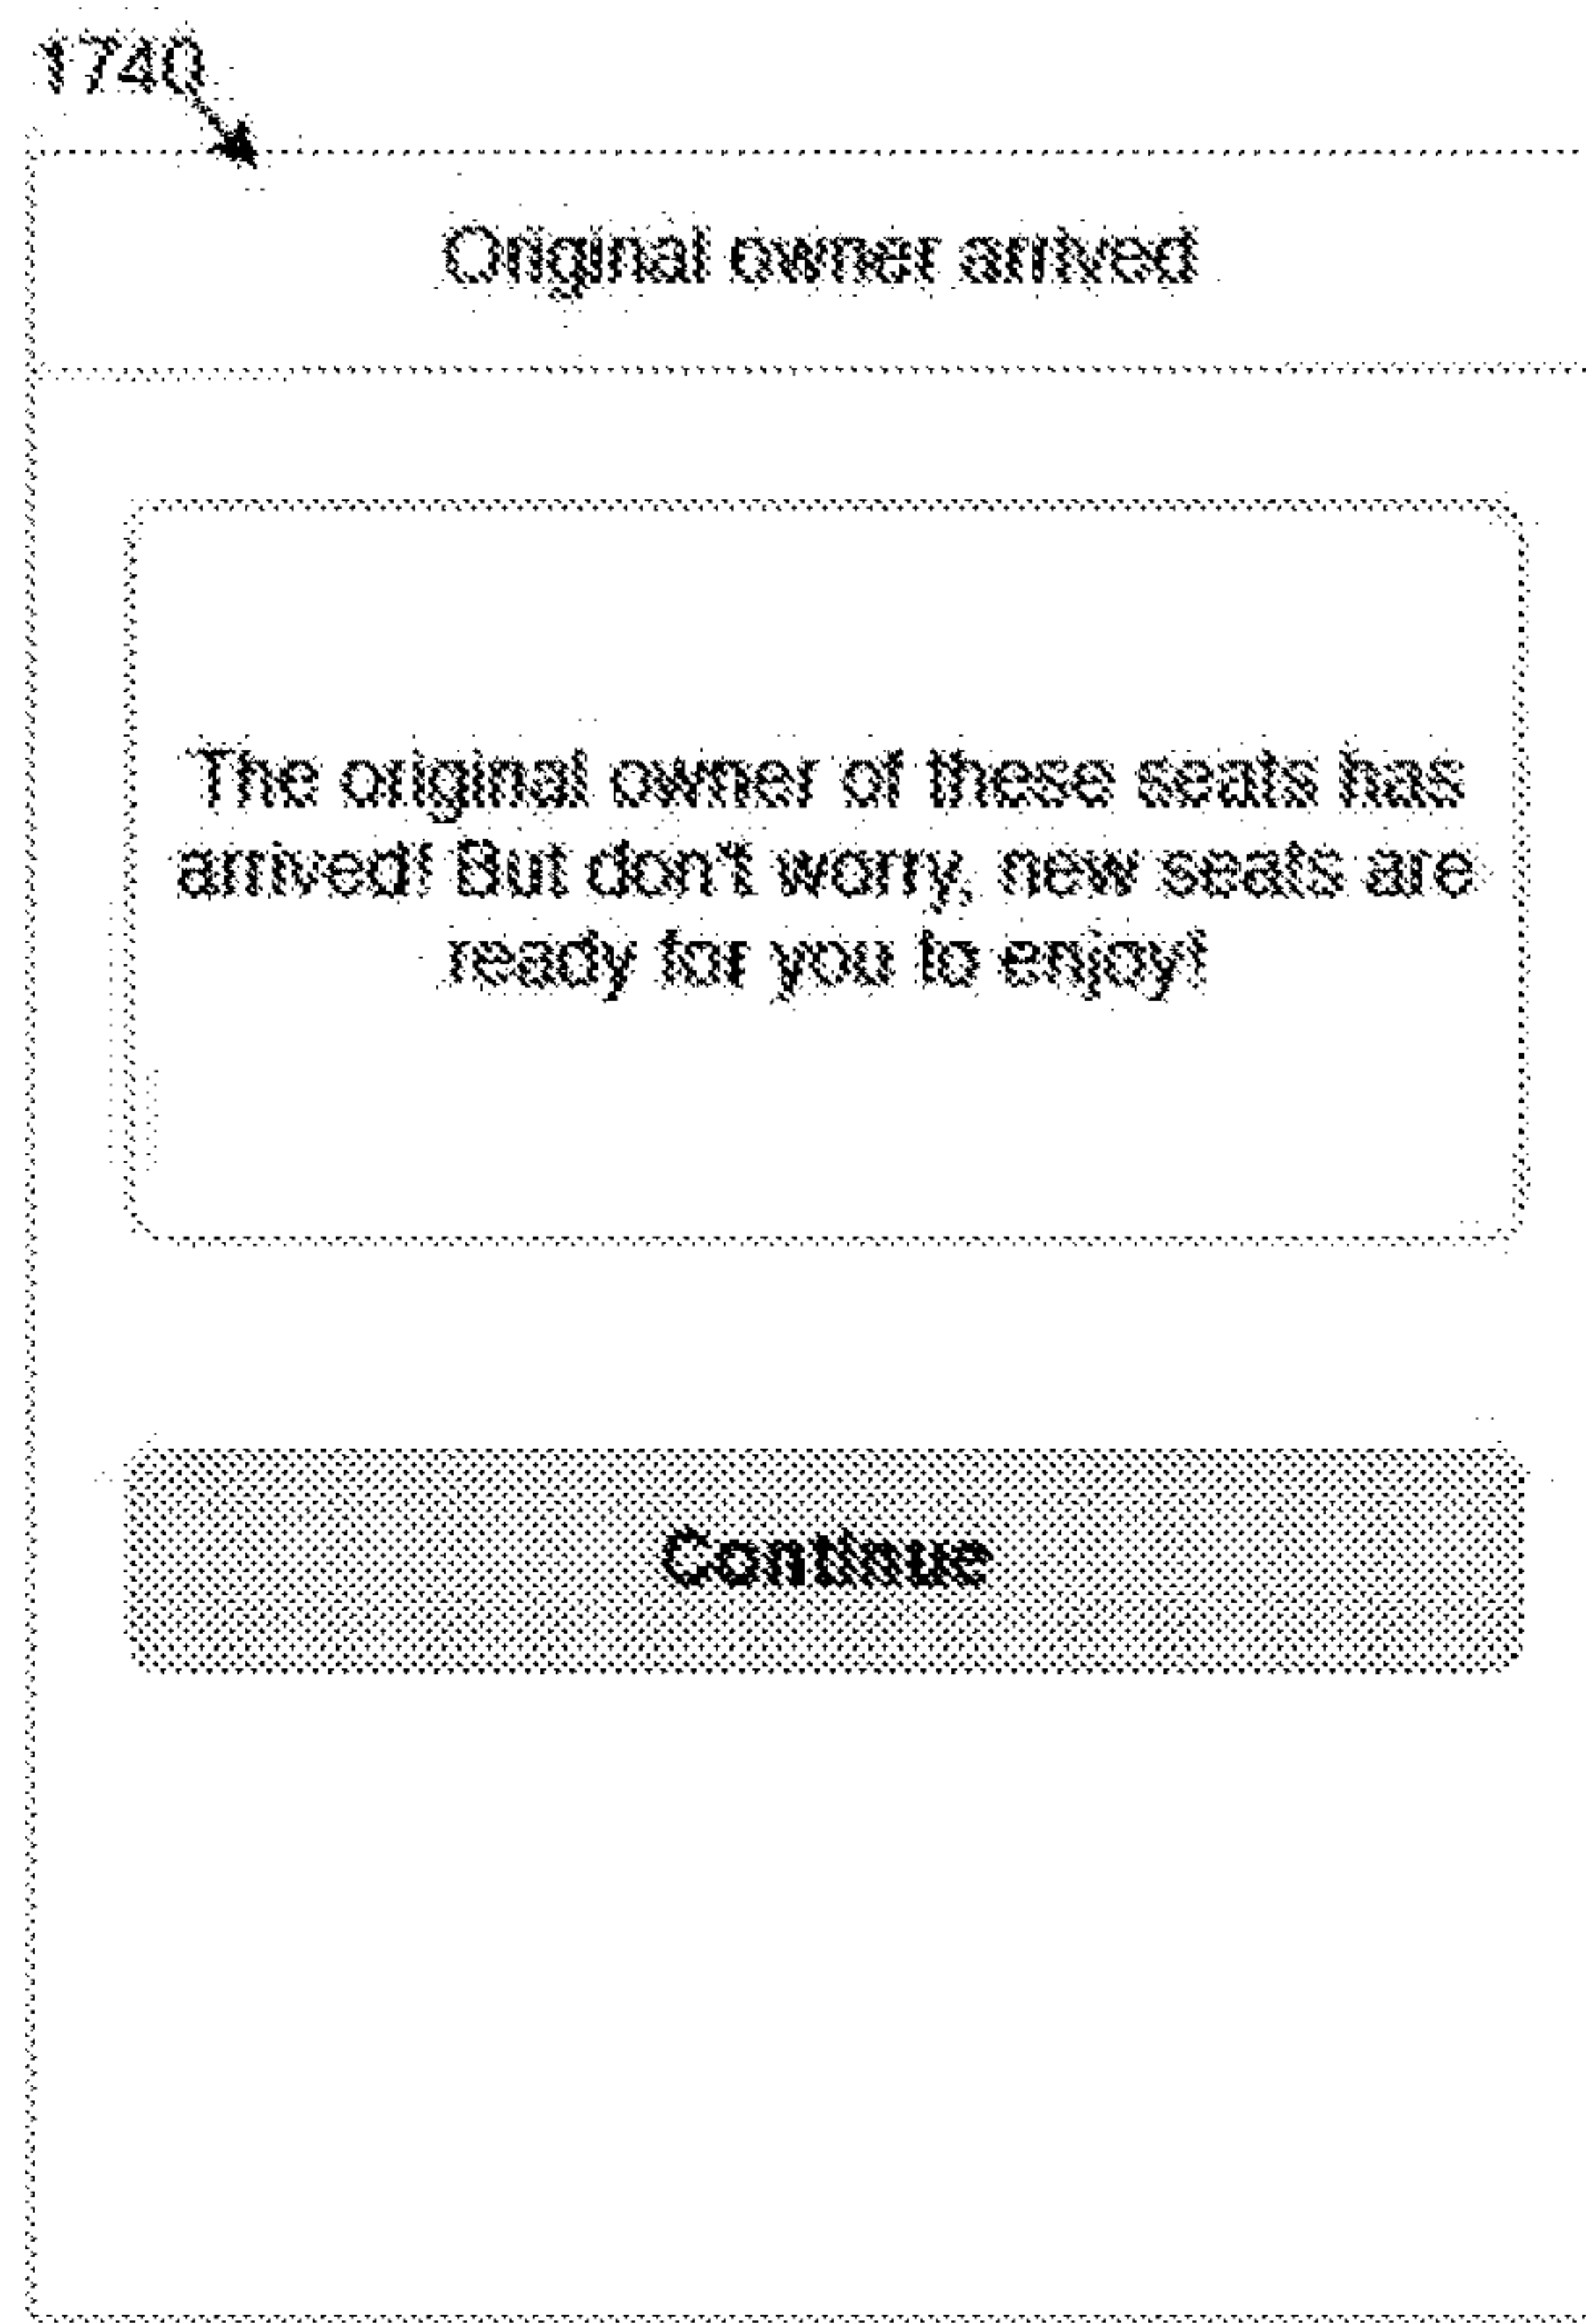 1740
Original owner arrived
The original owner of these seats has
arrived! But don't worry, new seats are
ready for you to enjoy!
Continue